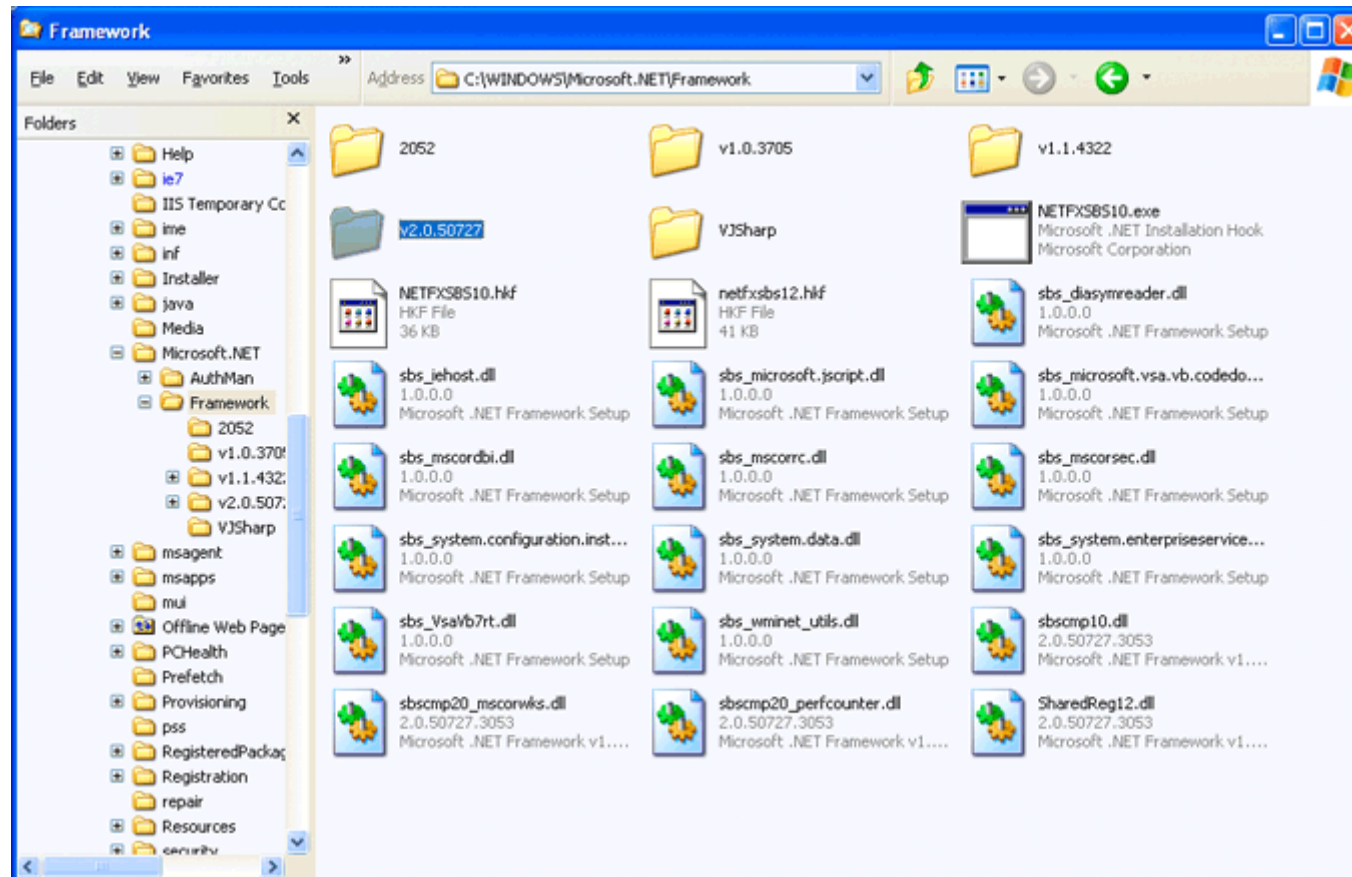 Framework
File Edit View Favorites Tools » Address C:\WINDOWS\Microsoft.NET\Framework
Folders
Help
ie7
IIS Temporary Cc
ime
inf
Installer
java
Media
Microsoft.NET
AuthMan
Framework
2052
v1.0.370
v1.1.432
v2.0.507
VJSharp
msagent
msapps
mui
Offline Web Page
PCHealth
Prefetch
Provisioning
pss
RegisteredPackag
Registration
repair
Resources
security
2052
v1.0.3705
v1.1.4322
v2.0.50727
VJSharp
NETFXSBS10.exe
Microsoft .NET Installation Hook
Microsoft Corporation
NETFXSBS10.hkf
HKF File
36 KB
netfxsbs12.hkf
HKF File
41 KB
sbs_diasymreader.dll
1.0.0.0
Microsoft .NET Framework Setup
sbs_iehost.dll
1.0.0.0
Microsoft .NET Framework Setup
sbs_microsoft.jscript.dll
1.0.0.0
Microsoft .NET Framework Setup
sbs_microsoft.vsa.vb.codedo...
1.0.0.0
Microsoft .NET Framework Setup
sbs_mscordbi.dll
1.0.0.0
Microsoft .NET Framework Setup
sbs_mscorrc.dll
1.0.0.0
Microsoft .NET Framework Setup
sbs_mscorsec.dll
1.0.0.0
Microsoft .NET Framework Setup
sbs_system.configuration.inst...
1.0.0.0
Microsoft .NET Framework Setup
sbs_system.data.dll
1.0.0.0
Microsoft .NET Framework Setup
sbs_system.enterpriseservice...
1.0.0.0
Microsoft .NET Framework Setup
sbs_VsaVb7rt.dll
1.0.0.0
Microsoft .NET Framework Setup
sbs_wminet_utils.dll
1.0.0.0
Microsoft .NET Framework Setup
sbscmp10.dll
2.0.50727.3053
Microsoft .NET Framework v1....
sbscmp20_mscorwks.dll
2.0.50727.3053
Microsoft .NET Framework v1....
sbscmp20_perfcounter.dll
2.0.50727.3053
Microsoft .NET Framework v1....
SharedReg12.dll
2.0.50727.3053
Microsoft .NET Framework v1....